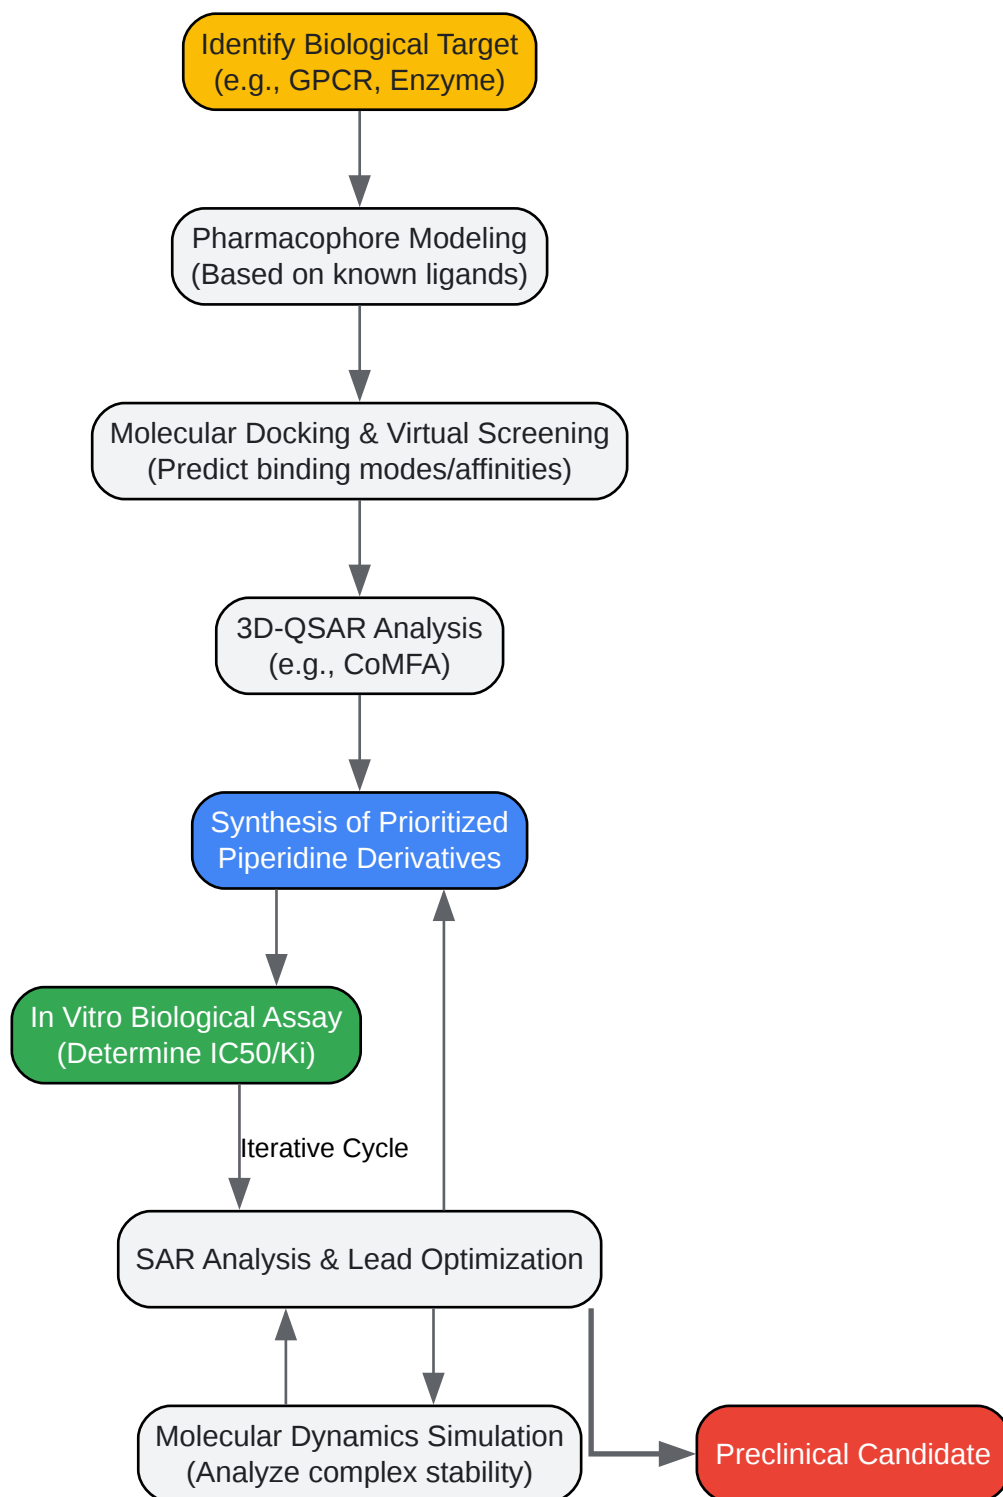 Identify Biological Target
(e.g., GPCR, Enzyme)
Pharmacophore Modeling
(Based on known ligands)
Molecular Docking & Virtual Screening
(Predict binding modes/affinities)
3D-QSAR Analysis
(e.g., CoMFA)
Synthesis of Prioritized
Piperidine Derivatives
In Vitro Biological Assay
(Determine IC50/Ki)
Iterative Cycle
SAR Analysis & Lead Optimization
Molecular Dynamics Simulation
(Analyze complex stability)
Preclinical Candidate